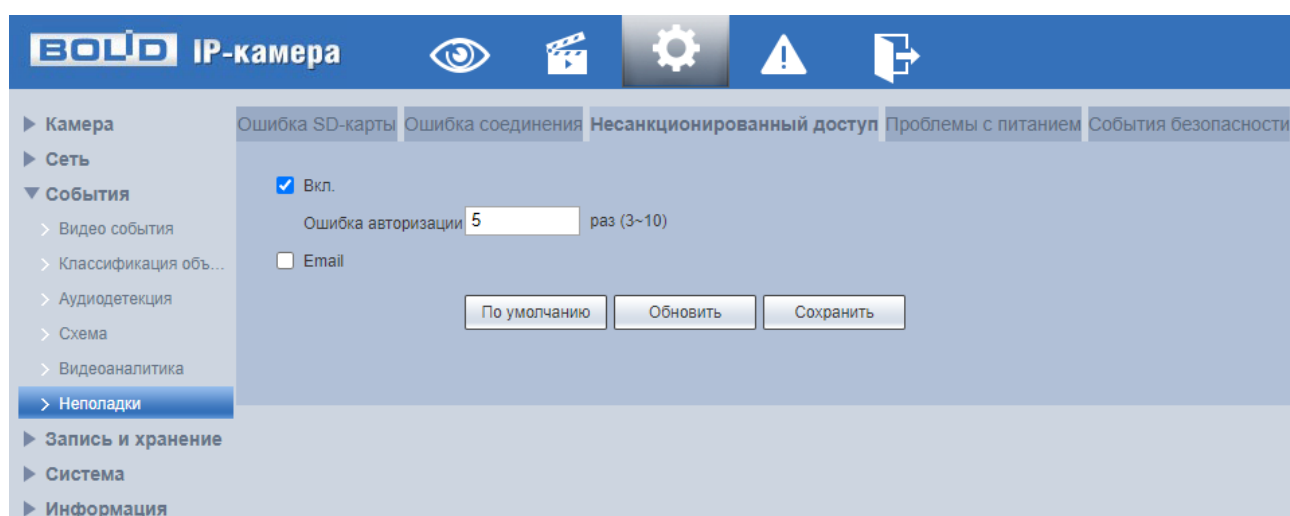 BOLID IP-камера
Камера
Сеть
События
Видео события
Классификация объ...
Аудиодетекция
Схема
Видеоаналитика
Неполадки
Запись и хранение
Система
Информация
Ошибка SD-карты Ошибка соединения Несанкционированный доступ Проблемы с питанием События безопасности
Вкл.
Ошибка авторизации 5 раз (3~10)
Email
По умолчанию Обновить Сохранить